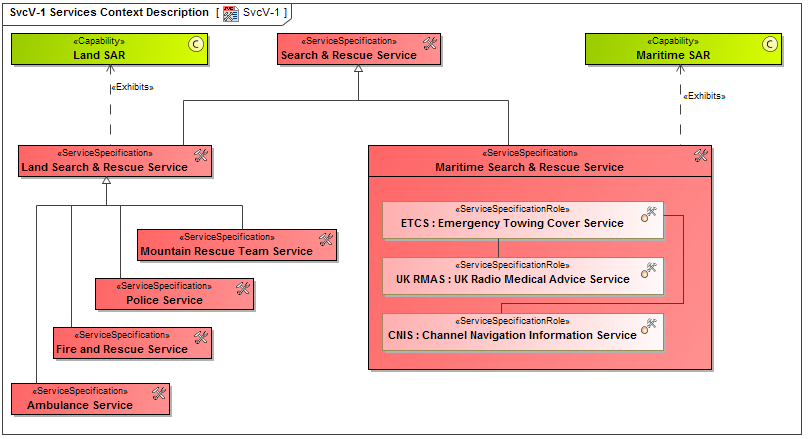 SvcV-1 Services Context Description [ SvcV-1 ]
«Capability»
Land SAR
C
«ServiceSpecification»
Search & Rescue Service
«Capability»
Maritime SAR
C
«Exhibits»
«Exhibits»
«ServiceSpecification»
Land Search & Rescue Service
«ServiceSpecification»
Maritime Search & Rescue Service
«ServiceSpecificationRole»
ETCS : Emergency Towing Cover Service
«ServiceSpecification»
Mountain Rescue Team Service
«ServiceSpecificationRole»
UK RMAS : UK Radio Medical Advice Service
«ServiceSpecification»
Police Service
«ServiceSpecificationRole»
CNIS : Channel Navigation Information Service
«ServiceSpecification»
Fire and Rescue Service
«ServiceSpecification»
Ambulance Service